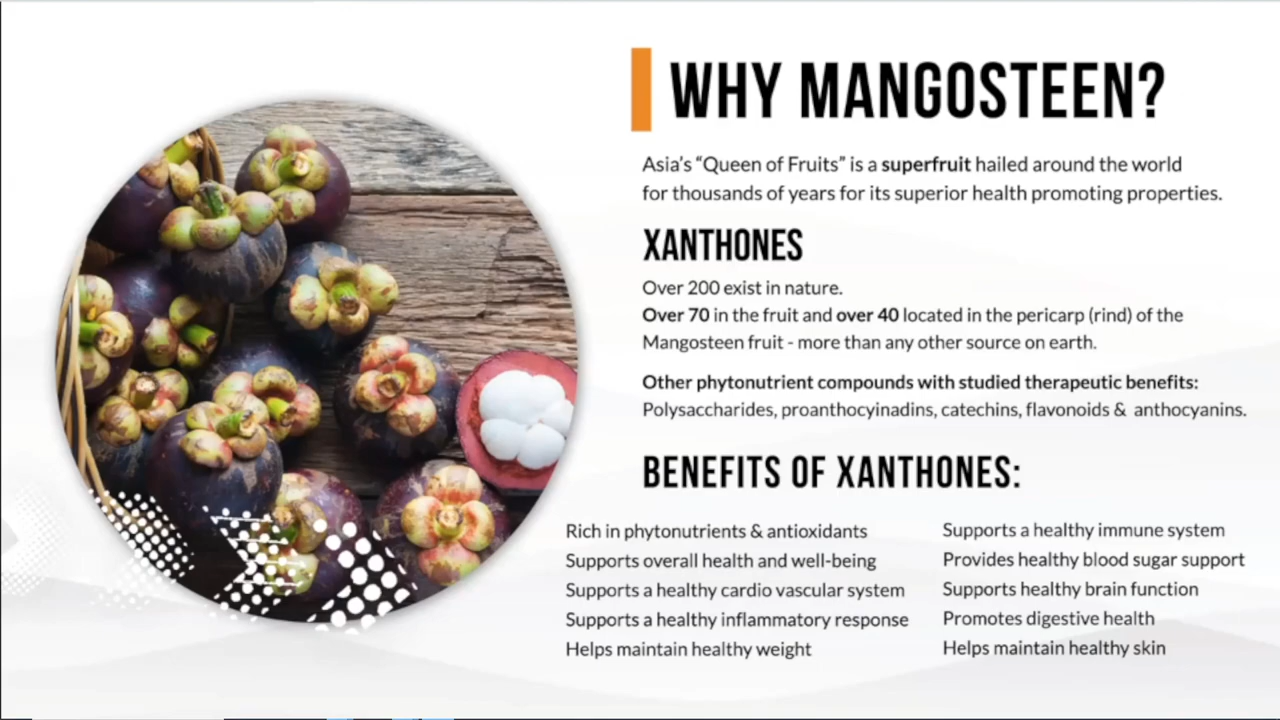 WHY MANGOSTEEN?
Asia's “Queen of Fruits” is a superfruit hailed around the world
for thousands of years for its superior health promoting properties.
XANTHONES
Over 200 exist in nature.
Over 70 in the fruit and over 40 located in the pericarp (rind) of the
Mangosteen fruit - more than any other source on earth.
Other phytonutrient compounds with studied therapeutic benefits:
Polysaccharides, proanthocyinadins, catechins, flavonoids & anthocyanins.
BENEFITS OF XANTHONES:
Rich in phytonutrients & antioxidants
Supports overall health and well-being
Supports a healthy cardio vascular system
Supports a healthy inflammatory response
Helps maintain healthy weight
Supports a healthy immune system
Provides healthy blood sugar support
Supports healthy brain function
Promotes digestive health
Helps maintain healthy skin